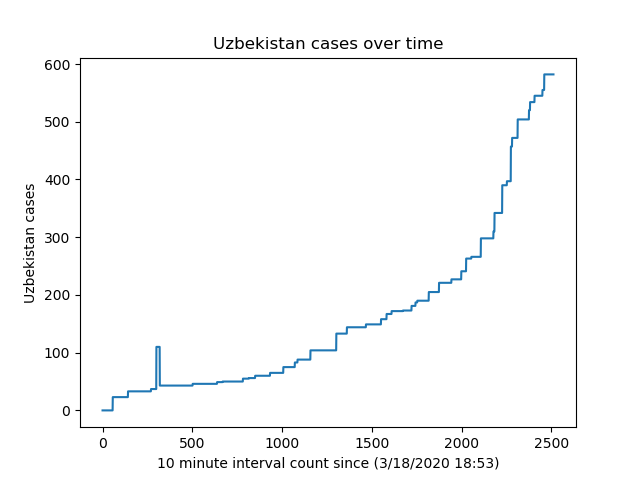 Uzbekistan cases over time
600
500
400
300
200
100
0
Uzbekistan cases
0 500 1000 1500 2000 2500
10 minute interval count since (3/18/2020 18:53)